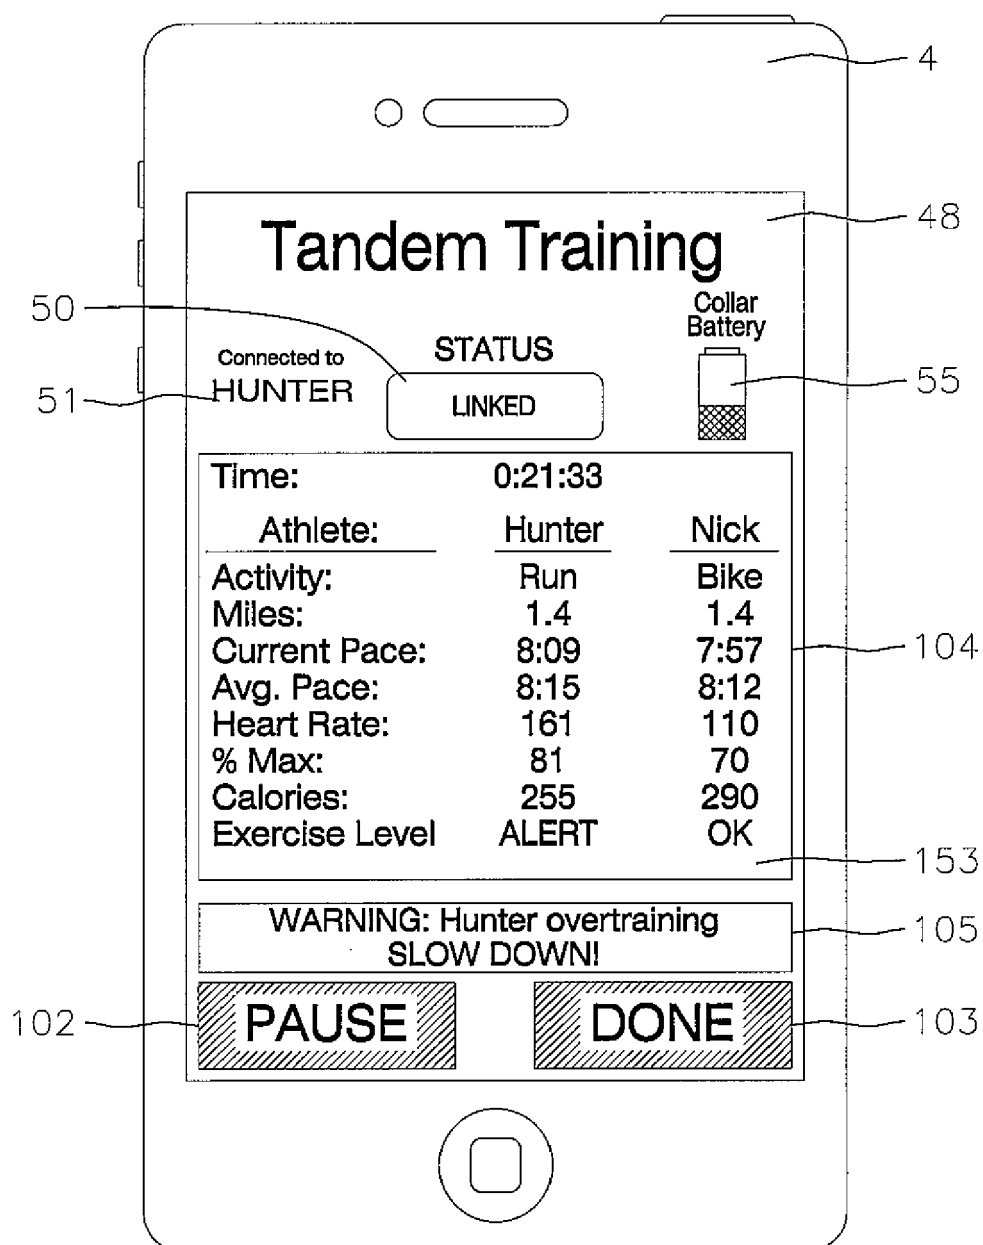 4
48
Tandem Training
50
Collar
Battery
Connected to
HUNTER
51
STATUS
LINKED
55
Time: 0:21:33
Athlete: Hunter Nick
Activity: Run Bike
Miles: 1.4 1.4
Current Pace: 8:09 7:57
104
Avg. Pace: 8:15 8:12
Heart Rate: 161 110
% Max: 81 70
Calories: 255 290
Exercise Level ALERT OK
153
WARNING: Hunter overtraining
SLOW DOWN!
105
102
PAUSE DONE
103